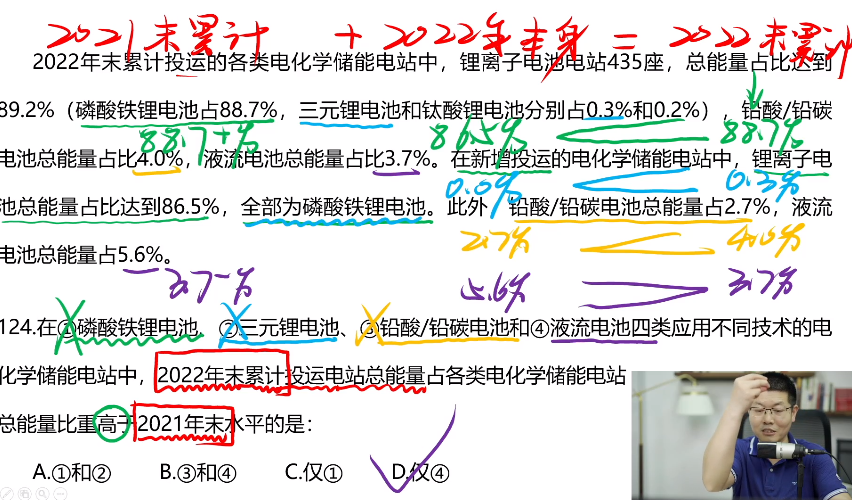 2021末累计 + 2022年本身 = 2022末累计
2022年末累计投运的各类电化学储能电站中，锂离子电池电站435座，总能量占比达到
89.2%（磷酸铁锂电池占88.7%，三元锂电池和钛酸锂电池分别占0.3%和0.2%），铅酸/铅碳
88.7+% 86.5% 88.7%
电池总能量占比4.0%，液流电池总能量占比3.7%。在新增投运的电化学储能电站中，锂离子电
0.0% 0.3%
池总能量占比达到86.5%，全部为磷酸铁锂电池。此外 铅酸/铅碳电池总能量占2.7%，液流
2.7% 4.0%
电池总能量占5.6%。
3.7-% 5.6% 3.7%
124.在①磷酸铁锂电池、②三元锂电池、③铅酸/铅碳电池和④液流电池四类应用不同技术的电
化学储能电站中，2022年末累计投运电站总能量占各类电化学储能电站
总能量比重高于2021年末水平的是：
A.①和② B.③和④ C.仅① D.仅④